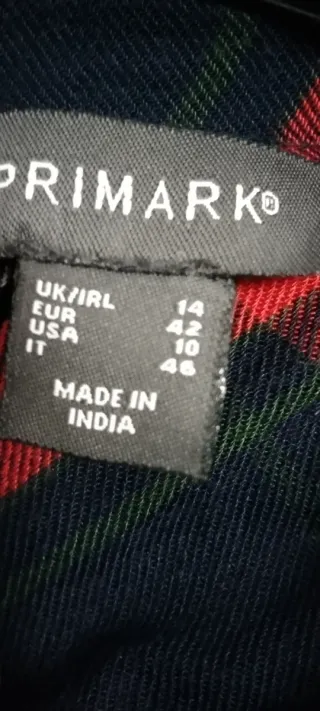 PRIMARK®
UK/IRL 14
EUR 42
USA 10
IT 46
MADE IN
INDIA